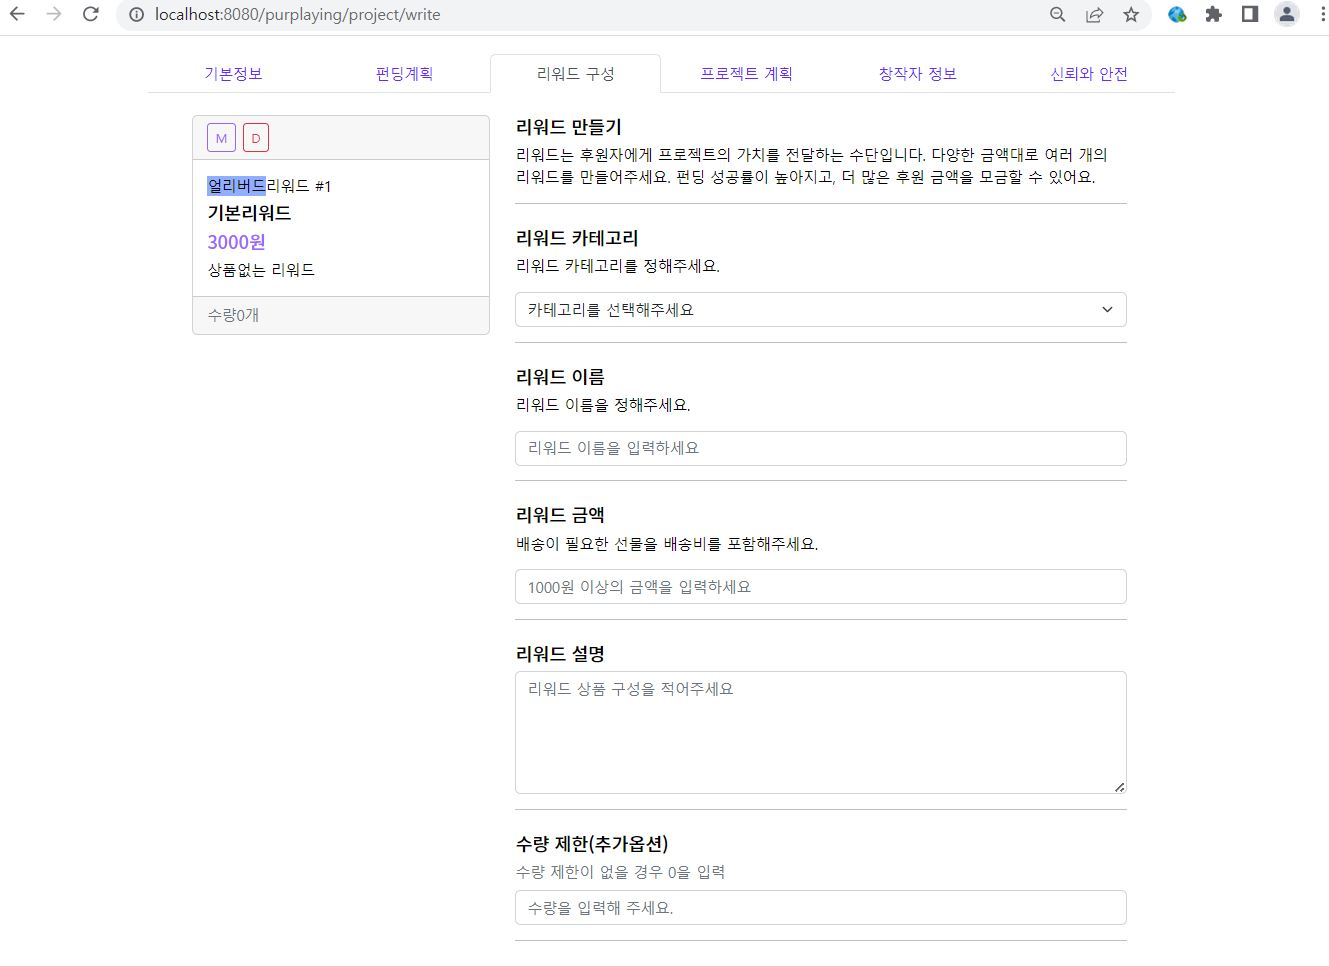 localhost:8080/purplaying/project/write
기본정보
펀딩계획
리워드 구성
프로젝트 계획
창작자 정보
신뢰와 안전
M D
얼리버드리워드 #1
기본리워드
3000원
상품없는 리워드
수량0개
리워드 만들기
리워드는 후원자에게 프로젝트의 가치를 전달하는 수단입니다. 다양한 금액대로 여러 개의
리워드를 만들어주세요. 펀딩 성공률이 높아지고, 더 많은 후원 금액을 모금할 수 있어요.
리워드 카테고리
리워드 카테고리를 정해주세요.
카테고리를 선택해주세요
리워드 이름
리워드 이름을 정해주세요.
리워드 이름을 입력하세요
리워드 금액
배송이 필요한 선물을 배송비를 포함해주세요.
1000원 이상의 금액을 입력하세요
리워드 설명
리워드 상품 구성을 적어주세요
수량 제한(추가옵션)
수량 제한이 없을 경우 0을 입력
수량을 입력해 주세요.